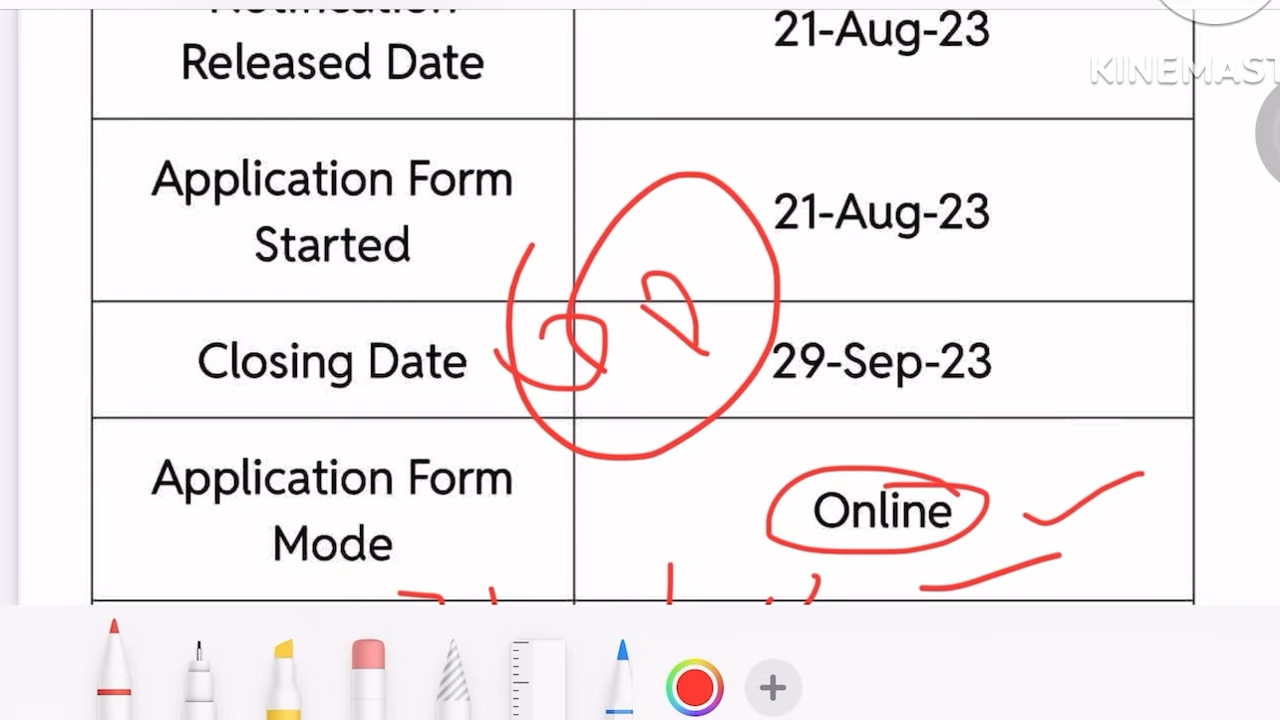 Notification
Released Date
21-Aug-23
KINEMAST
Application Form
Started
21-Aug-23
Closing Date
29-Sep-23
Application Form
Mode
Online